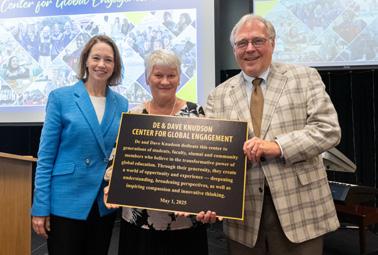 Center for Global Engag
DE & DAVE KNUDSON
CENTER FOR GLOBAL ENGAGEMENT
De and Dave Knudson dedicate this center to
generations of students, faculty, alumni and community
members who believe in the transformative power of
global education. Through their generosity, they create
a world of opportunity and experience — deepening
understanding, broadening perspectives, as well as
inspiring compassion and innovative thinking.
May 1, 2025